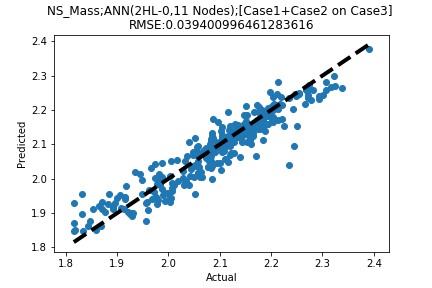 NS_Mass;ANN(2HL-0,11 Nodes);[Case1+Case2 on Case3]
RMSE:0.039400996461283616
2.4
2.3
2.2
2.1
2.0
1.9
1.8
Predicted
1.8 1.9 2.0 2.1 2.2 2.3 2.4
Actual